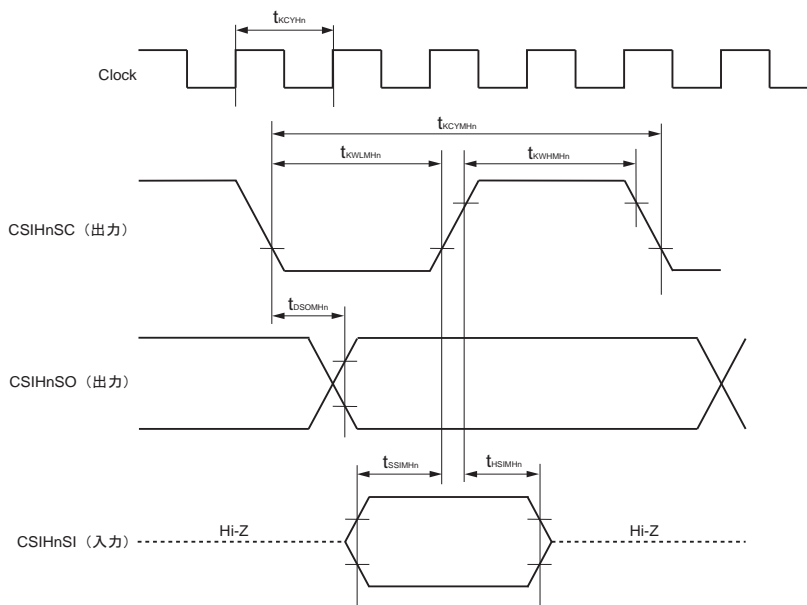 tKCYHn
Clock
tKCYMHn
tKWLMHn
tKWHMHn
CSIHnSC（出力）
tDSOMHn
CSIHnSO（出力）
tSSIMHn
tHSIMHn
Hi-Z
Hi-Z
CSIHnSI（入力）